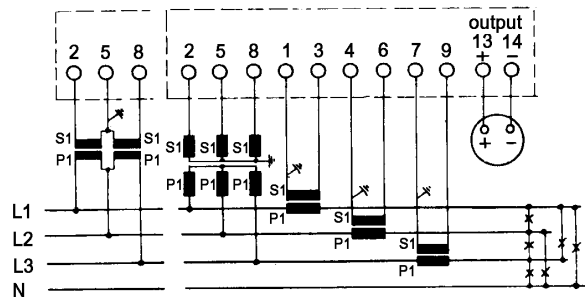 output
2 5 8 2 5 8 1 3 4 6 7 9 13 14
+ −
+ −
S1 S1 S1 S1 S1
P1 P1 P1 P1 P1
S1
L1 P1
S1
L2 P1
S1
L3 P1
N